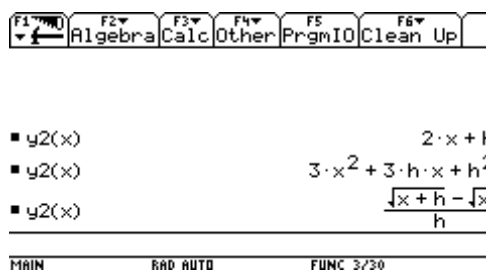 F1 F2 F3 F4 F5 F6
Algebra Calc Other PrgmIO Clean Up
▪ y2(x) 2·x + h
▪ y2(x) 3·x² + 3·h·x + h²
▪ y2(x) (√(x + h) − √x)/h
MAIN RAD AUTO FUNC 3/30